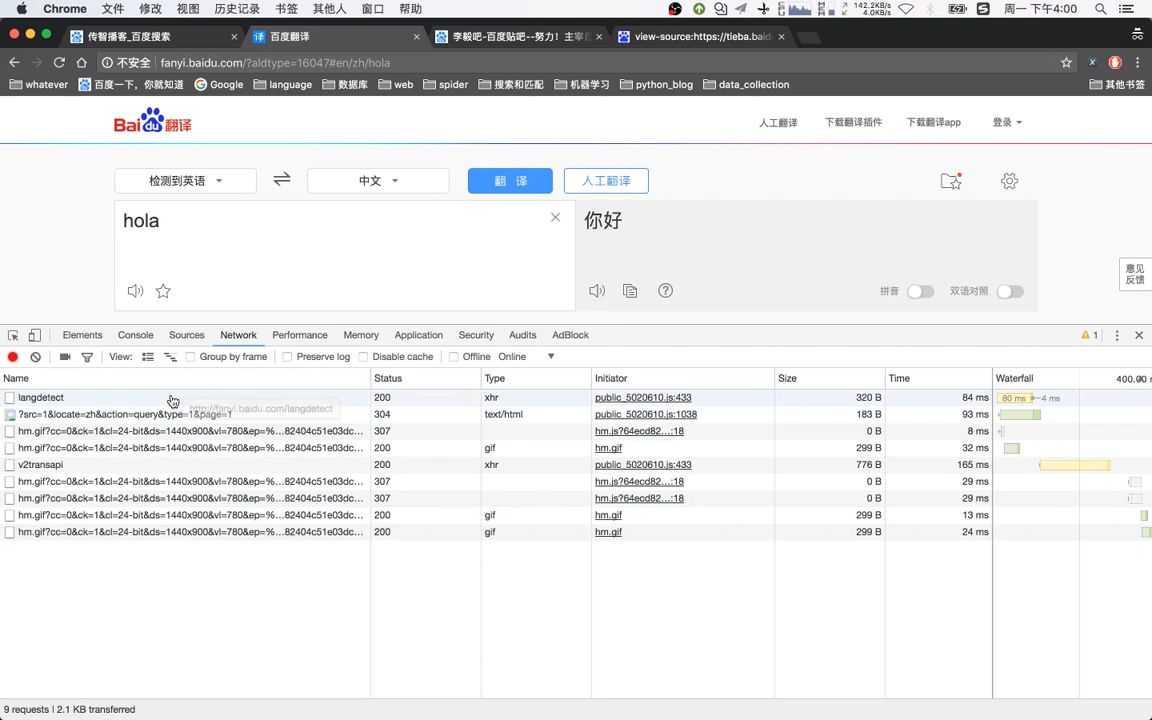 Chrome 文件 修改 视图 历史记录 书签 其他人 窗口 帮助 142.2KB/s 4.0KB/s 周一 下午4:00
传智播客_百度搜索 百度翻译 李毅吧-百度贴吧--努力！主宰自 view-source:https://tieba.baid
不安全 fanyi.baidu.com/?aldtype=16047#en/zh/hola
whatever 百度一下，你就知道 Google language 数据库 web spider 搜索和匹配 机器学习 python_blog data_collection 其他书签
Baidu翻译 人工翻译 下载翻译插件 下载翻译app 登录
检测到英语 中文 翻 译 人工翻译
hola 你好
意见
反馈
拼音 双语对照
Elements Console Sources Network Performance Memory Application Security Audits AdBlock 1
View: Group by frame Preserve log Disable cache Offline Online
Name Status Type Initiator Size Time Waterfall 400.00
langdetect 200 xhr public_5020610.js:433 320 B 84 ms 80 ms 4 ms
http://fanyi.baidu.com/langdetect
?src=1&locate=zh&action=query&type=1&page=1 304 text/html public_5020610.js:1038 183 B 93 ms
hm.gif?cc=0&ck=1&cl=24-bit&ds=1440x900&vl=780&ep=%...82404c51e03dc... 307 hm.js?64ecd82...:18 0 B 8 ms
hm.gif?cc=0&ck=1&cl=24-bit&ds=1440x900&vl=780&ep=%...82404c51e03dc... 200 gif hm.gif 299 B 32 ms
v2transapi 200 xhr public_5020610.js:433 776 B 165 ms
hm.gif?cc=0&ck=1&cl=24-bit&ds=1440x900&vl=780&ep=%...82404c51e03dc... 307 hm.js?64ecd82...:18 0 B 29 ms
hm.gif?cc=0&ck=1&cl=24-bit&ds=1440x900&vl=780&ep=%...82404c51e03dc... 307 hm.js?64ecd82...:18 0 B 29 ms
hm.gif?cc=0&ck=1&cl=24-bit&ds=1440x900&vl=780&ep=%...82404c51e03dc... 200 gif hm.gif 299 B 13 ms
hm.gif?cc=0&ck=1&cl=24-bit&ds=1440x900&vl=780&ep=%...82404c51e03dc... 200 gif hm.gif 299 B 24 ms
9 requests | 2.1 KB transferred